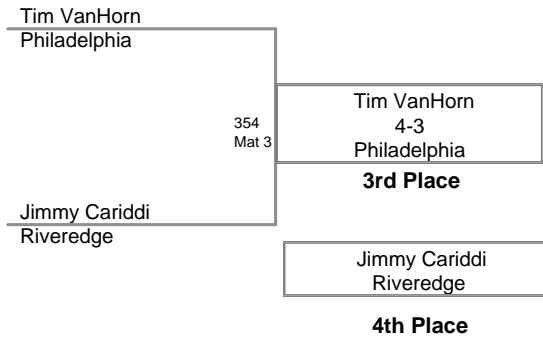 Tim VanHorn
Philadelphia
354
Mat 3
Tim VanHorn
4-3
Philadelphia
3rd Place
Jimmy Cariddi
Riveredge
Jimmy Cariddi
Riveredge
4th Place